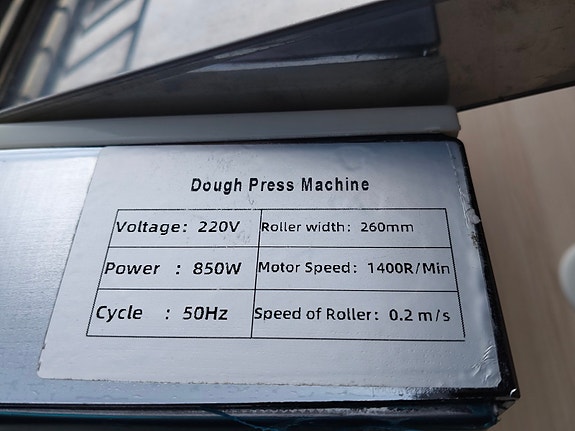 Dough Press Machine
Voltage: 220V Roller width: 260mm
Power : 850W Motor Speed: 1400R/Min
Cycle : 50Hz Speed of Roller: 0.2 m/s